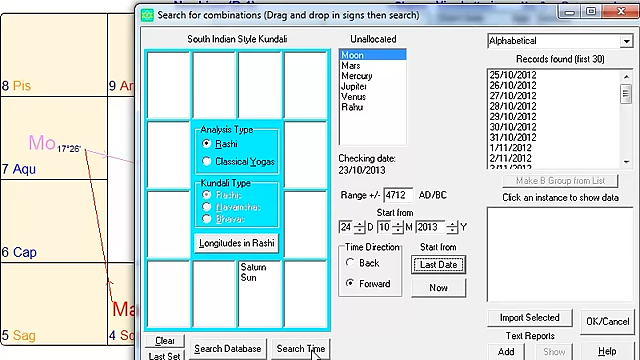 Search for combinations (Drag and drop in signs then search)
South Indian Style Kundali
Unallocated
Moon
Mars
Mercury
Jupiter
Venus
Rahu
Alphabetical
Records found (first 30)
25/10/2012
26/10/2012
27/10/2012
28/10/2012
29/10/2012
30/10/2012
31/10/2012
1/11/2012
2/11/2012
Make B Group from List
Click an instance to show data
8 Pis
9 Ar
Mo 17°26'
7 Aqu
6 Cap
Ma
5 Sag
4 Sco
Analysis Type
Rashi
Classical Yogas
Kundali Type
Rashis
Navamshas
Bhavas
Longitudes in Rashi
Saturn
Sun
Checking date:
23/10/2013
Range +/- 4712 AD/BC
Start from
24 D 10 M 2013 Y
Time Direction
Back
Forward
Start from
Last Date
Now
Clear
Last Set
Search Database
Search Time
Import Selected
OK/Cancel
Text Reports
Add
Show
Help